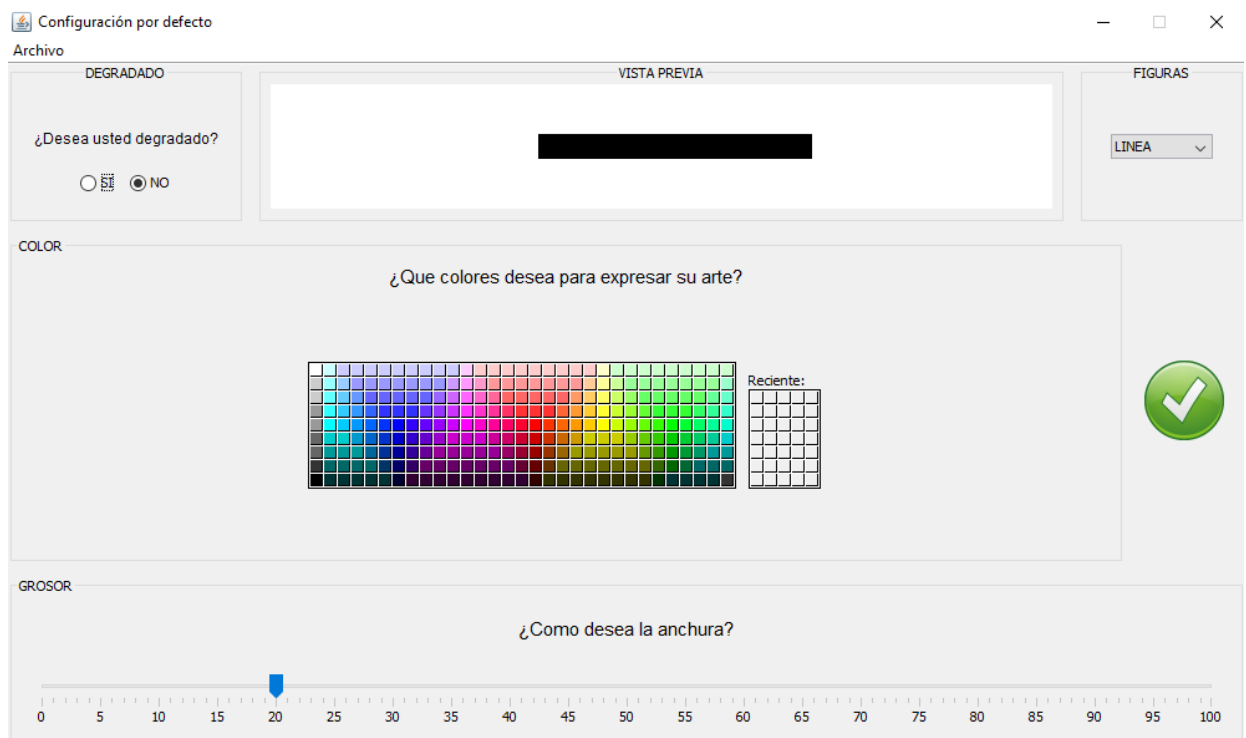 Configuración por defecto
Archivo
DEGRADADO
¿Desea usted degradado?
SI NO
VISTA PREVIA
FIGURAS
LINEA
COLOR
¿Que colores desea para expresar su arte?
Reciente:
GROSOR
¿Como desea la anchura?
0 5 10 15 20 25 30 35 40 45 50 55 60 65 70 75 80 85 90 95 100